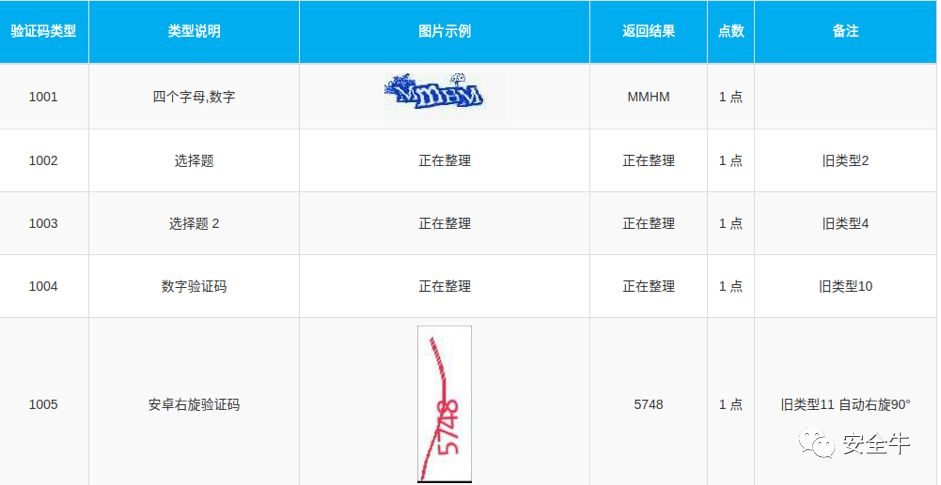 验证码类型 类型说明 图片示例 返回结果 点数 备注
1001 四个字母,数字 MMHM MMHM 1 点
1002 选择题 正在整理 正在整理 1 点 旧类型2
1003 选择题 2 正在整理 正在整理 1 点 旧类型4
1004 数字验证码 正在整理 正在整理 1 点 旧类型10
1005 安卓右旋验证码 5748 5748 1 点 旧类型11 自动右旋90°
安全牛